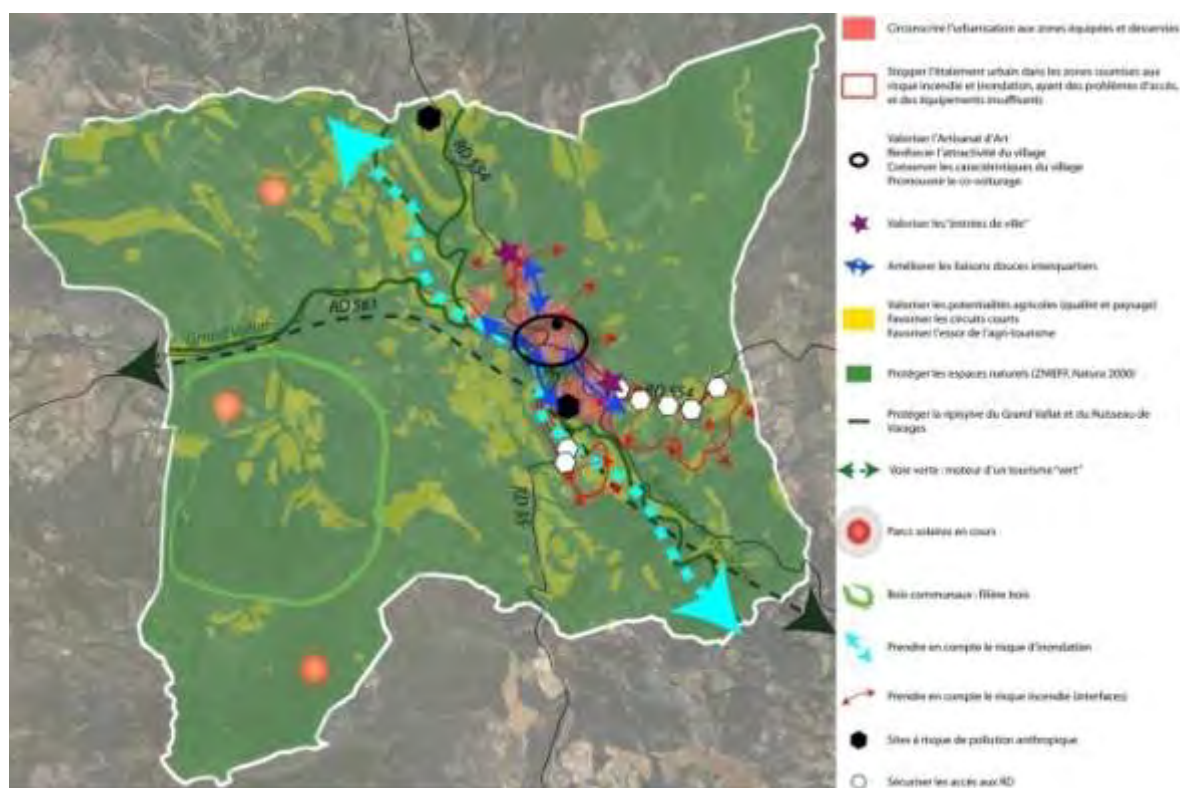 RD 554
RD 561
Grand Vallat
RD 554
RD 35
Circonscrire l'urbanisation aux zones équipées et desservies
Stopper l'étalement urbain dans les zones soumises aux
risque incendie et inondation, ayant des problèmes d'accès,
et des équipements insuffisants
Valoriser l'Artisanat d'Art
Renforcer l'attractivité du village
Conserver les caractéristiques du village
Promouvoir le co-voiturage
Valoriser les "entrées de ville"
Améliorer les liaisons douces interquartiers
Valoriser les potentialités agricoles (qualité et paysage)
Favoriser les circuits courts
Favoriser l'essor de l'agri-tourisme
Protéger les espaces naturels (ZNIEFF, Natura 2000)
Protéger la ripisylve du Grand Vallat et du Ruisseau de
Varages
Voie verte : moteur d'un tourisme "vert"
Parcs solaires en cours
Bois communaux : filière bois
Prendre en compte le risque d'inondation
Prendre en compte le risque incendie (interfaces)
Sites à risque de pollution anthropique
Sécuriser les accès aux RD